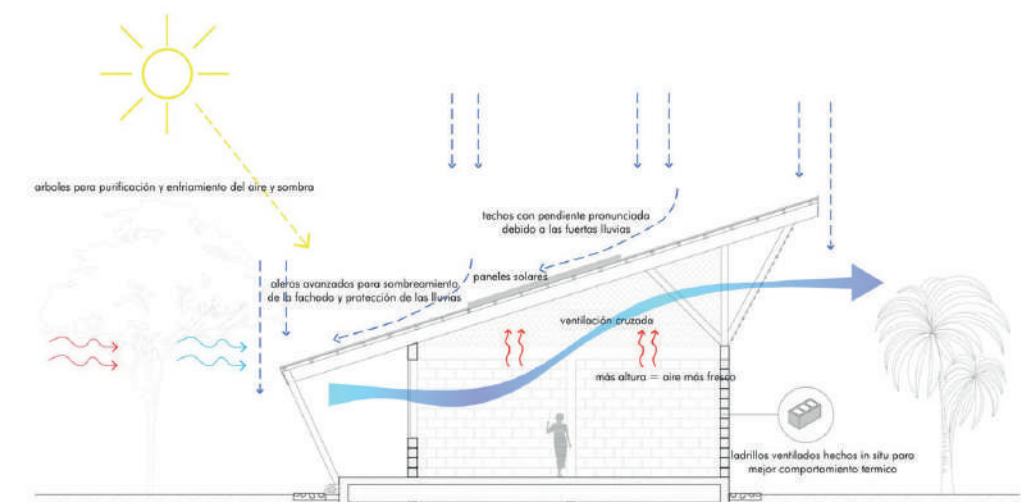 arboles para purificación y enfriamiento del aire y sombra
techos con pendiente pronunciada
debido a las fuertas lluvias
aleros avanzados para sombreamiento
de la fachada y protección de las lluvias
paneles solares
ventilación cruzada
más altura = aire más fresco
ladrillos ventilados hechos in situ para
mejor comportamiento termico